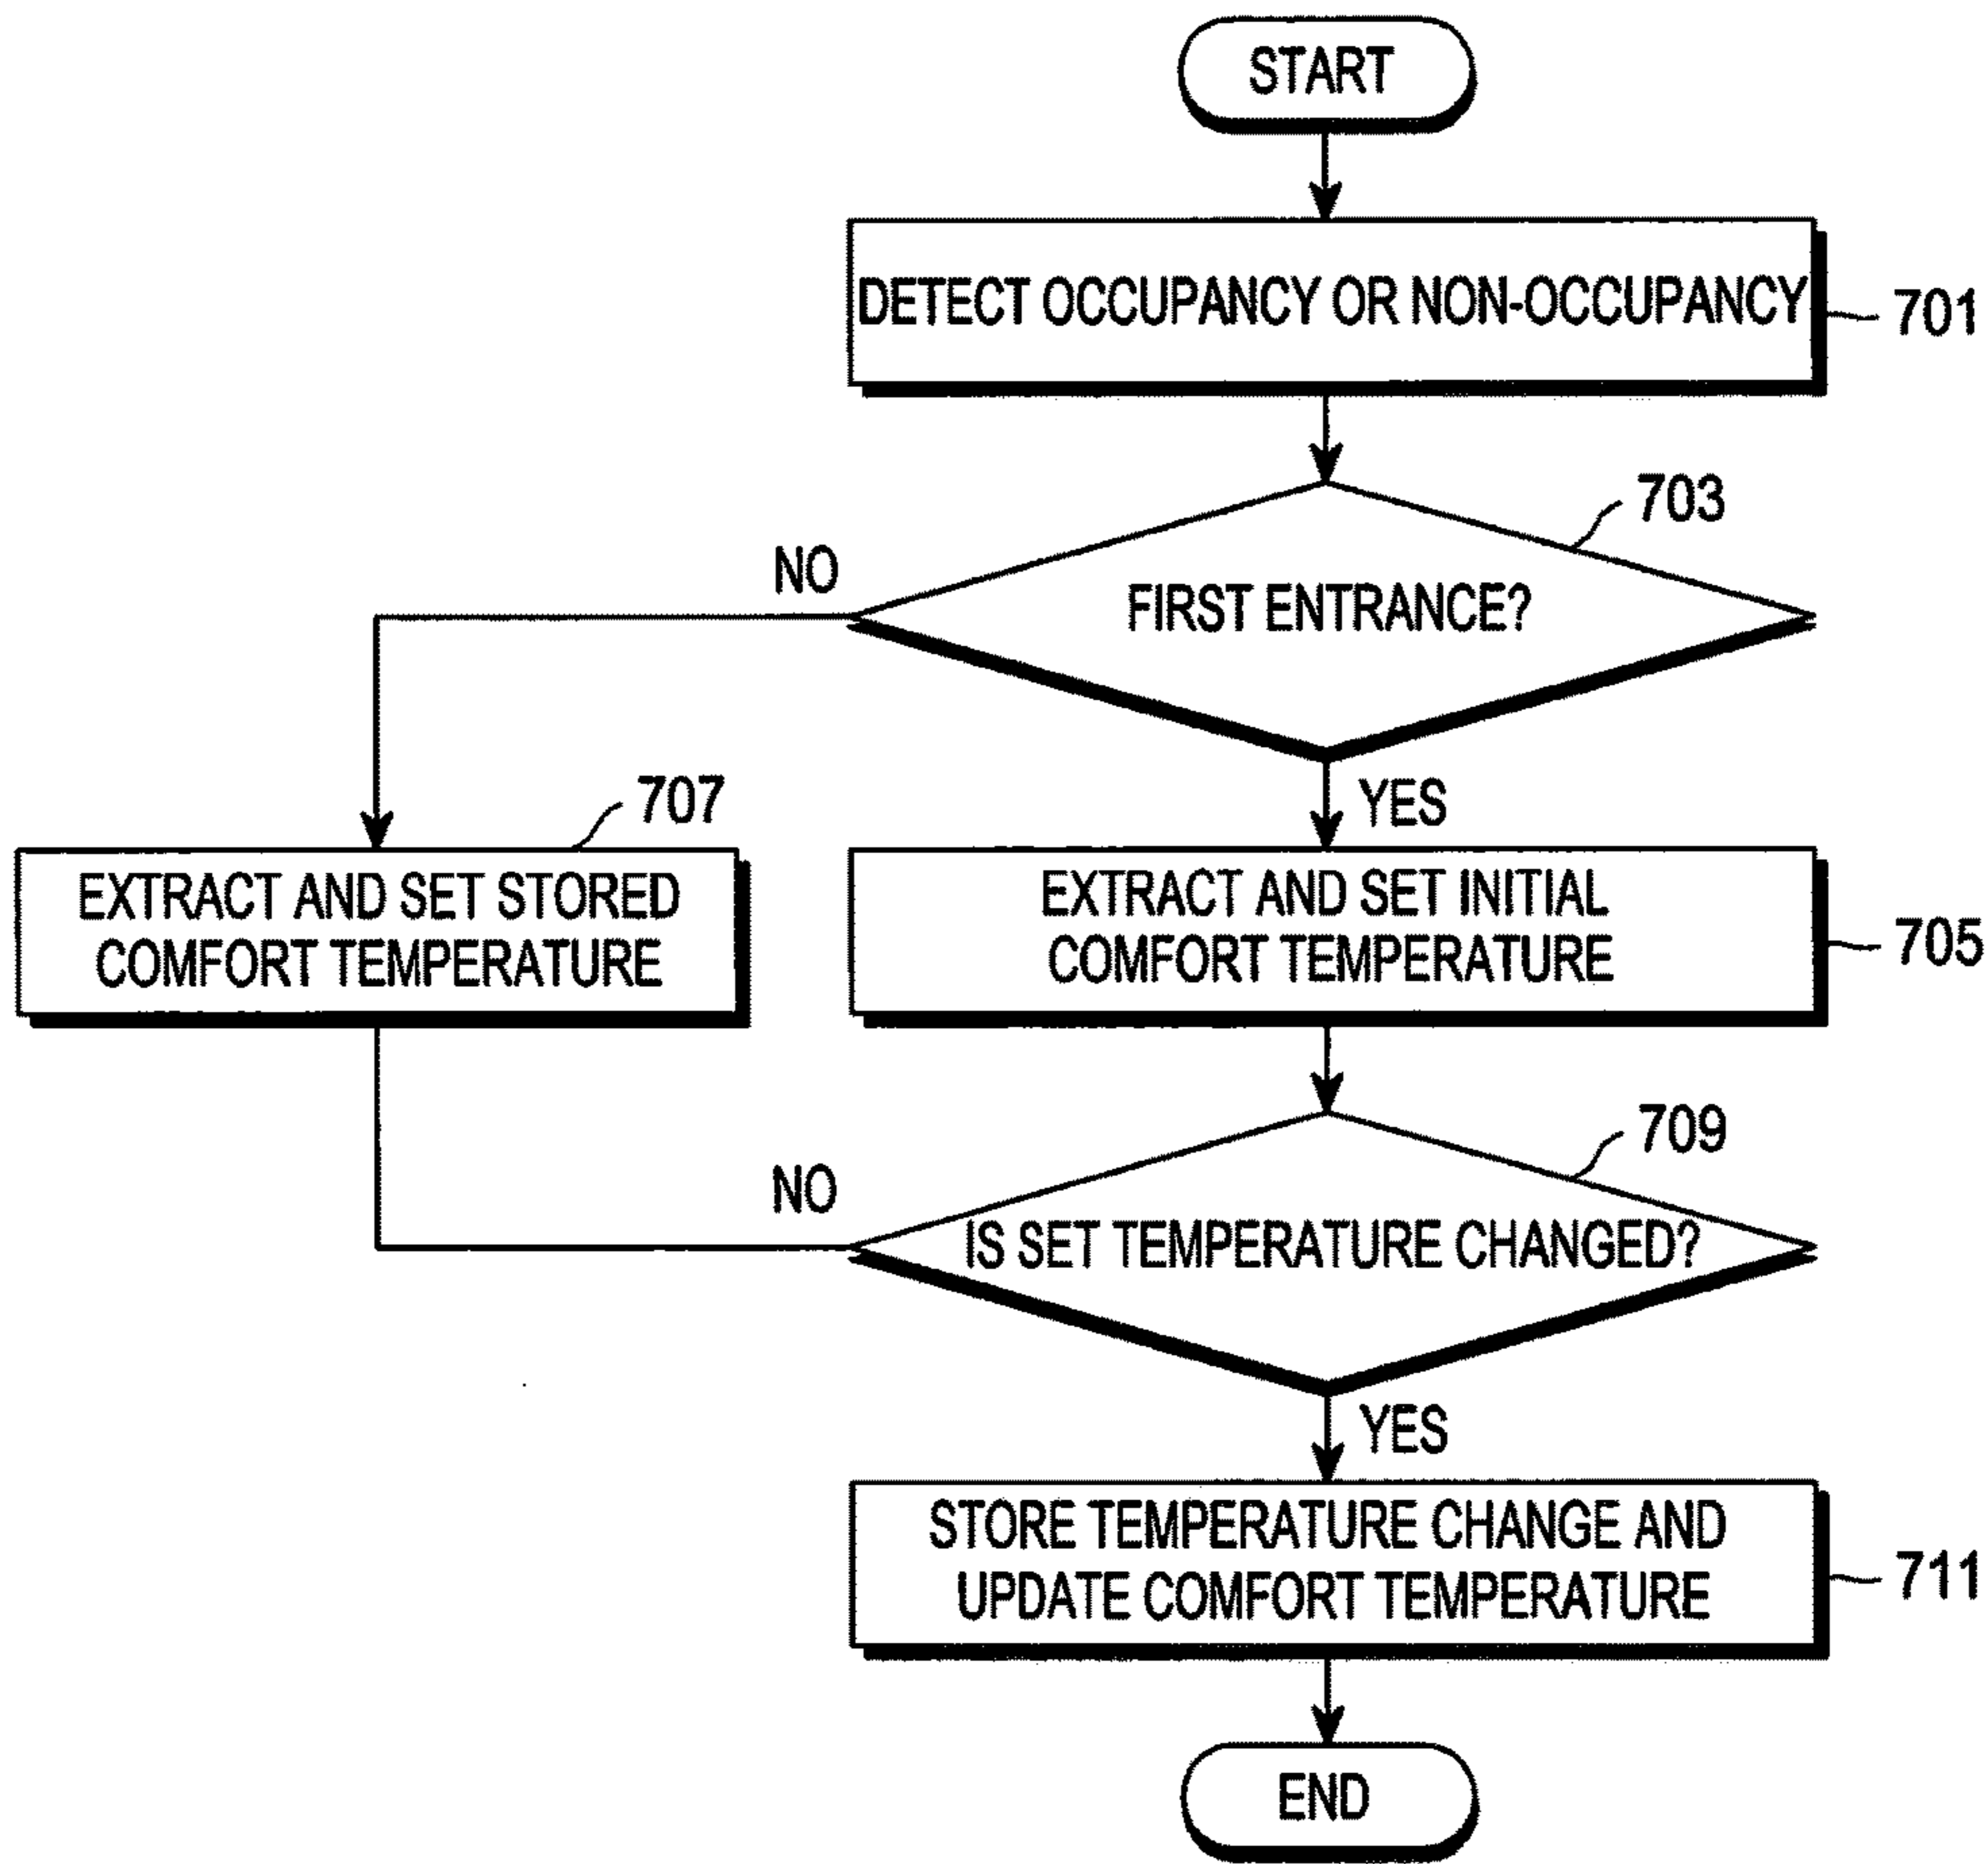 START
DETECT OCCUPANCY OR NON-OCCUPANCY
701
703
NO
FIRST ENTRANCE?
YES
707
EXTRACT AND SET STORED
COMFORT TEMPERATURE
EXTRACT AND SET INITIAL
COMFORT TEMPERATURE
705
709
NO
IS SET TEMPERATURE CHANGED?
YES
STORE TEMPERATURE CHANGE AND
UPDATE COMFORT TEMPERATURE
711
END